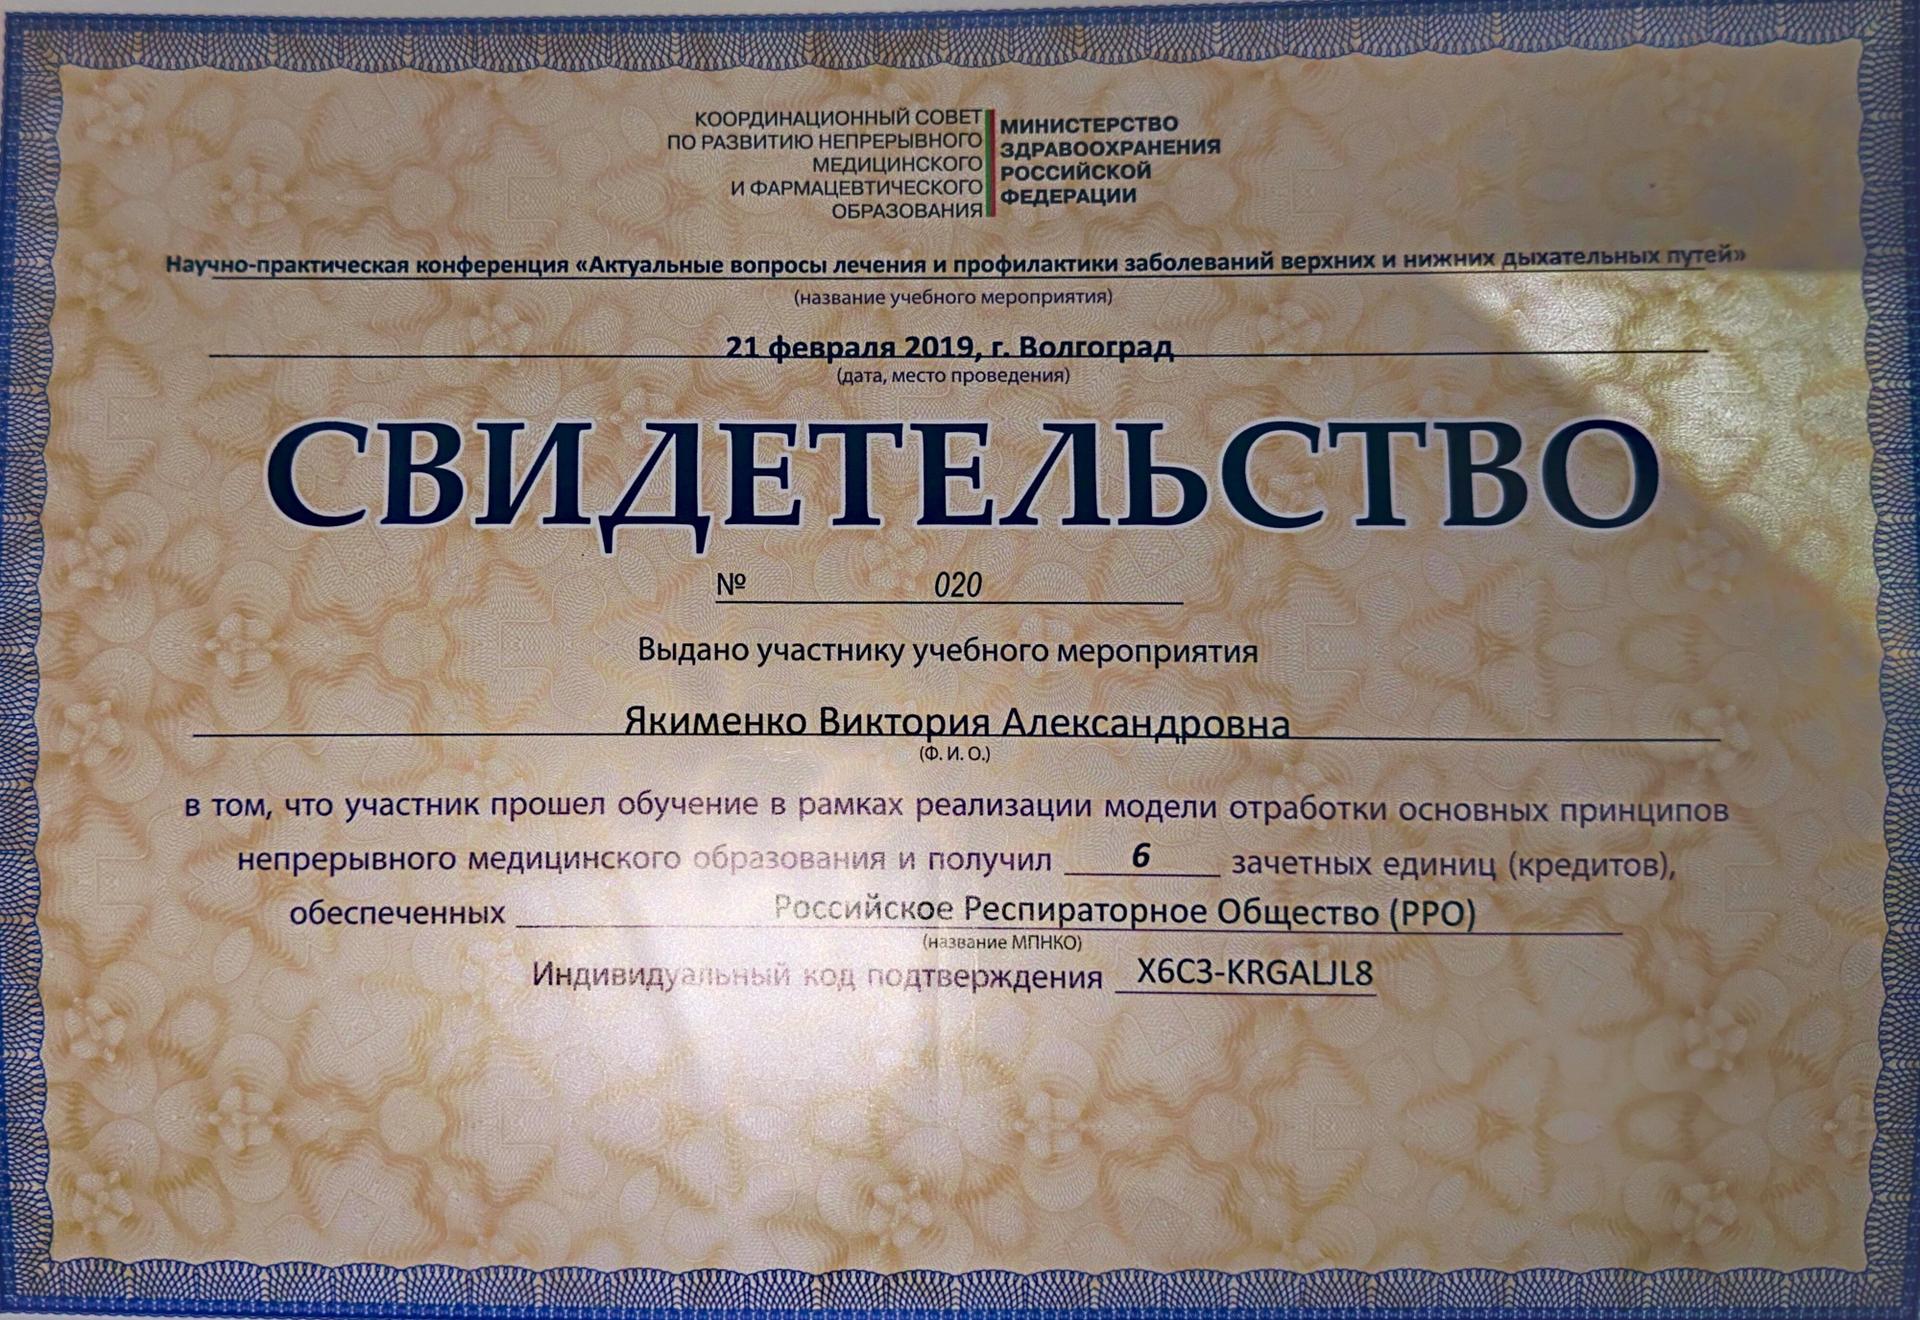 КООРДИНАЦИОННЫЙ СОВЕТ
ПО РАЗВИТИЮ НЕПРЕРЫВНОГО
МЕДИЦИНСКОГО
И ФАРМАЦЕВТИЧЕСКОГО
ОБРАЗОВАНИЯ
МИНИСТЕРСТВО
ЗДРАВООХРАНЕНИЯ
РОССИЙСКОЙ
ФЕДЕРАЦИИ
Научно-практическая конференция «Актуальные вопросы лечения и профилактики заболеваний верхних и нижних дыхательных путей»
(название учебного мероприятия)
21 февраля 2019, г. Волгоград
(дата, место проведения)
СВИДЕТЕЛЬСТВО
№ 020
Выдано участнику учебного мероприятия
Якименко Виктория Александровна
(Ф. И. О.)
в том, что участник прошел обучение в рамках реализации модели отработки основных принципов
непрерывного медицинского образования и получил 6 зачетных единиц (кредитов),
обеспеченных Российское Респираторное Общество (РРО)
(название МПНКО)
Индивидуальный код подтверждения X6C3-KRGALJL8